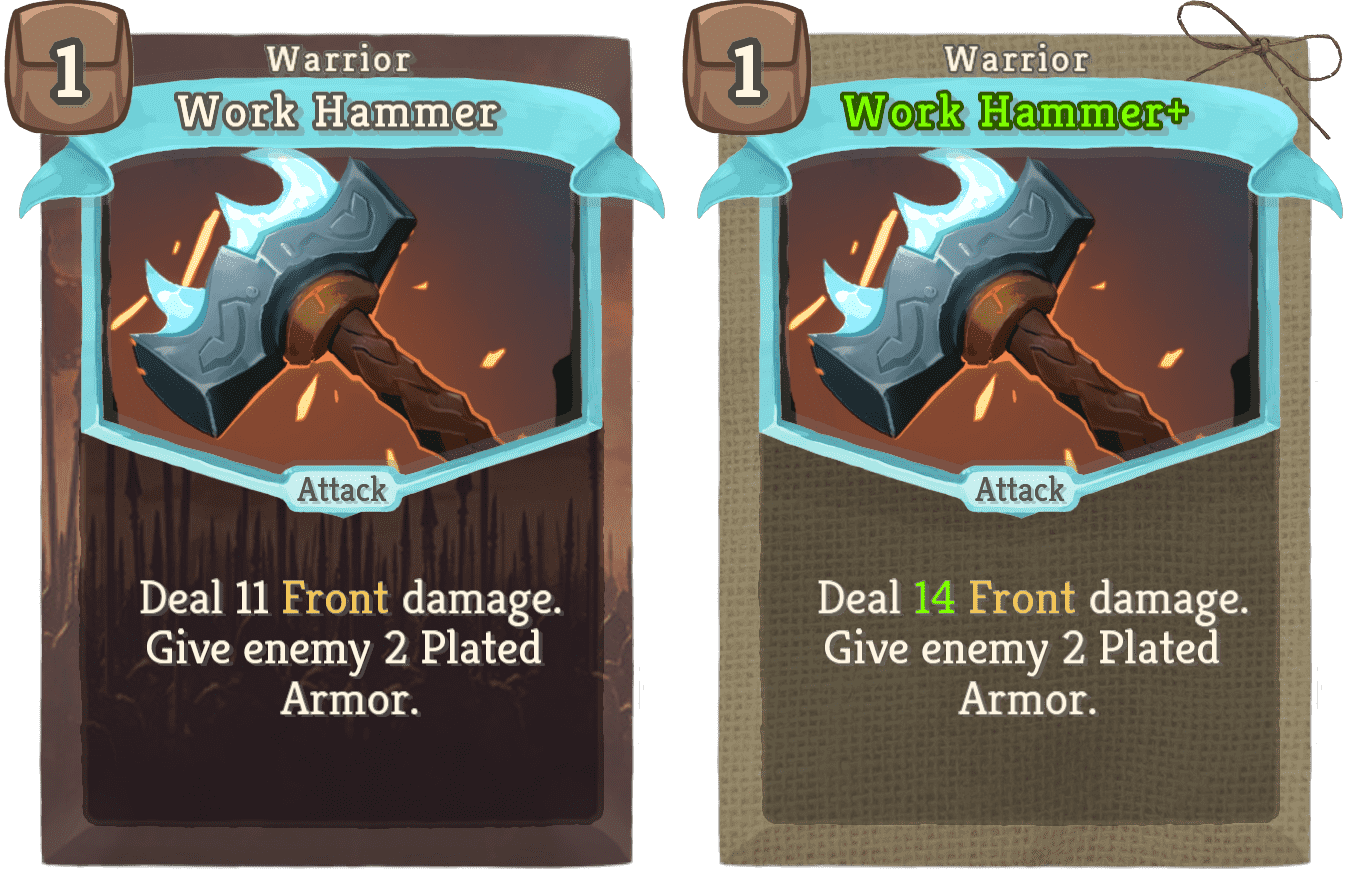 1
Warrior
Work Hammer
Attack
Deal 11 Front damage.
Give enemy 2 Plated
Armor.
1
Warrior
Work Hammer+
Attack
Deal 14 Front damage.
Give enemy 2 Plated
Armor.